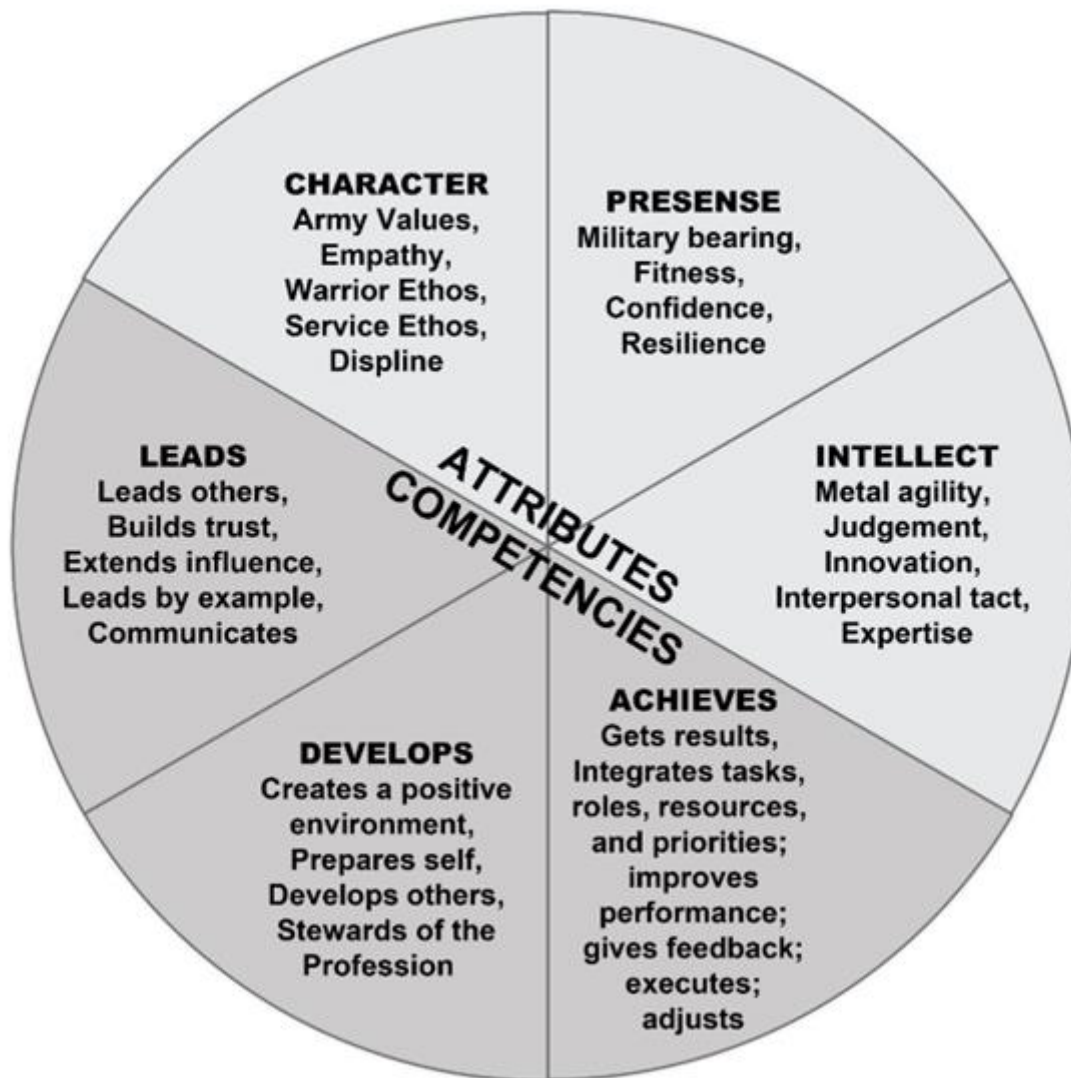 CHARACTER
Army Values,
Empathy,
Warrior Ethos,
Service Ethos,
Displine
PRESENSE
Military bearing,
Fitness,
Confidence,
Resilience
LEADS
Leads others,
Builds trust,
Extends influence,
Leads by example,
Communicates
ATTRIBUTES
COMPETENCIES
INTELLECT
Metal agility,
Judgement,
Innovation,
Interpersonal tact,
Expertise
DEVELOPS
Creates a positive
environment,
Prepares self,
Develops others,
Stewards of the
Profession
ACHIEVES
Gets results,
Integrates tasks,
roles, resources,
and priorities;
improves
performance;
gives feedback;
executes;
adjusts